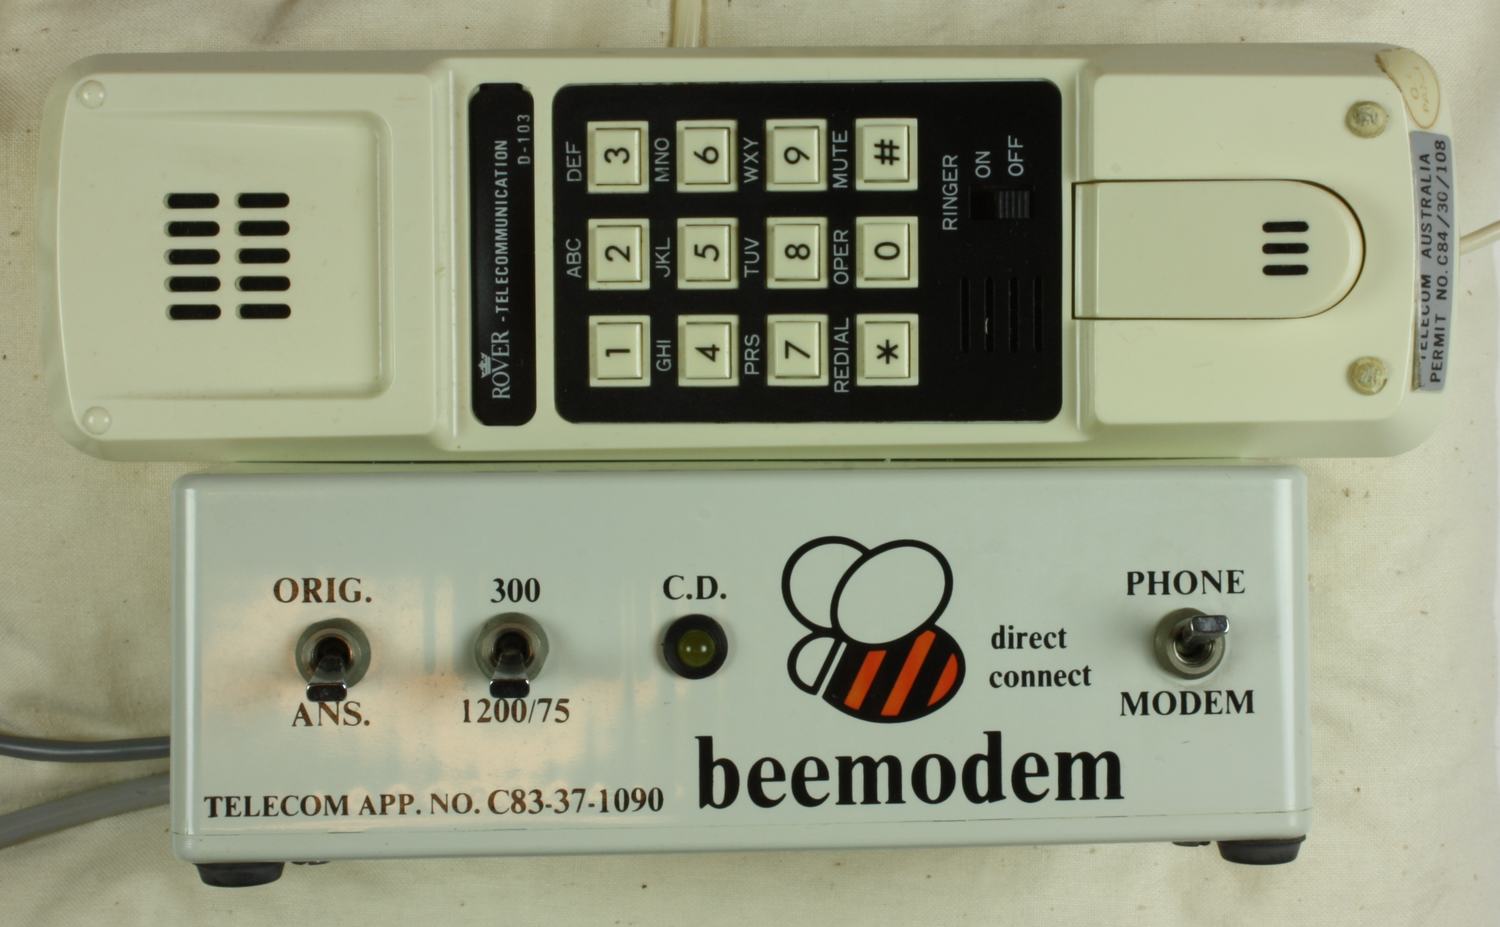 ROVER - TELECOMMUNICATION
D-103
ABC DEF
1 2 3
GHI JKL MNO
4 5 6
PRS TUV WXY
7 8 9
REDIAL OPER MUTE
* 0 #
RINGER
ON
OFF
TELECOM AUSTRALIA
PERMIT NO. C84/30/108
ORIG.
ANS.
300
1200/75
C.D.
direct
connect
PHONE
MODEM
beemodem
TELECOM APP. NO. C83-37-1090